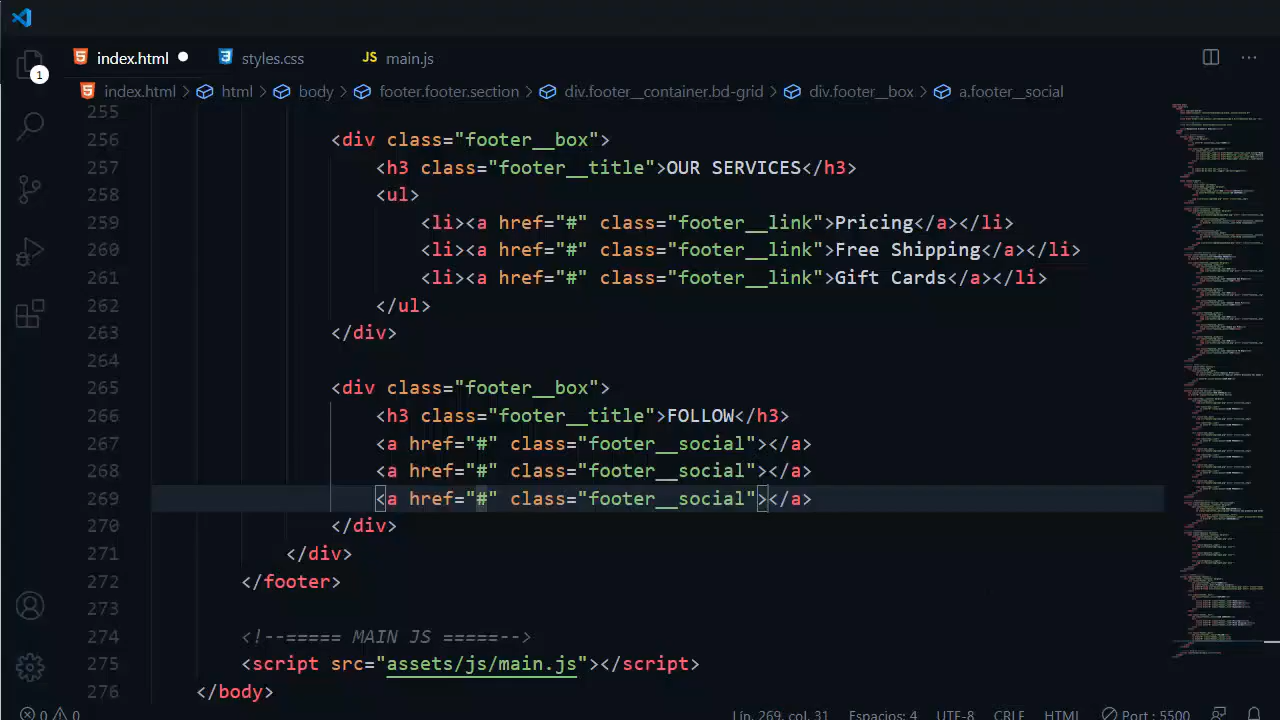 index.html styles.css JS main.js
1
index.html > html > body > footer.footer.section > div.footer__container.bd-grid > div.footer__box > a.footer__social
255
256 <div class="footer__box">
257 <h3 class="footer__title">OUR SERVICES</h3>
258 <ul>
259 <li><a href="#" class="footer__link">Pricing</a></li>
260 <li><a href="#" class="footer__link">Free Shipping</a></li>
261 <li><a href="#" class="footer__link">Gift Cards</a></li>
262 </ul>
263 </div>
264
265 <div class="footer__box">
266 <h3 class="footer__title">FOLLOW</h3>
267 <a href="#" class="footer__social"></a>
268 <a href="#" class="footer__social"></a>
269 <a href="#" class="footer__social"></a>
270 </div>
271 </div>
272 </footer>
273
274 <!--===== MAIN JS =====-->
275 <script src="assets/js/main.js"></script>
276 </body>
0 0 Lín. 269, col. 31 Espacios: 4 UTF-8 CRLF HTML Port : 5500